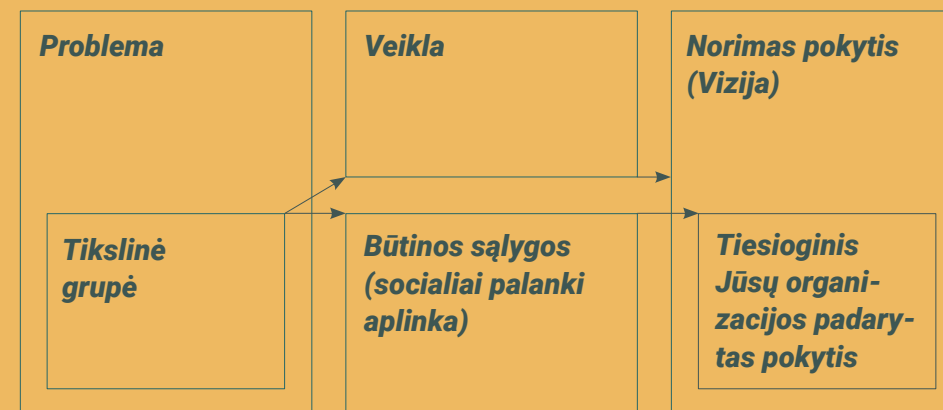 Problema
Tikslinė
grupė
Veikla
Būtinos sąlygos
(socialiai palanki
aplinka)
Norimas pokytis
(Vizija)
Tiesioginis
Jūsų organi-
zacijos padary-
tas pokytis